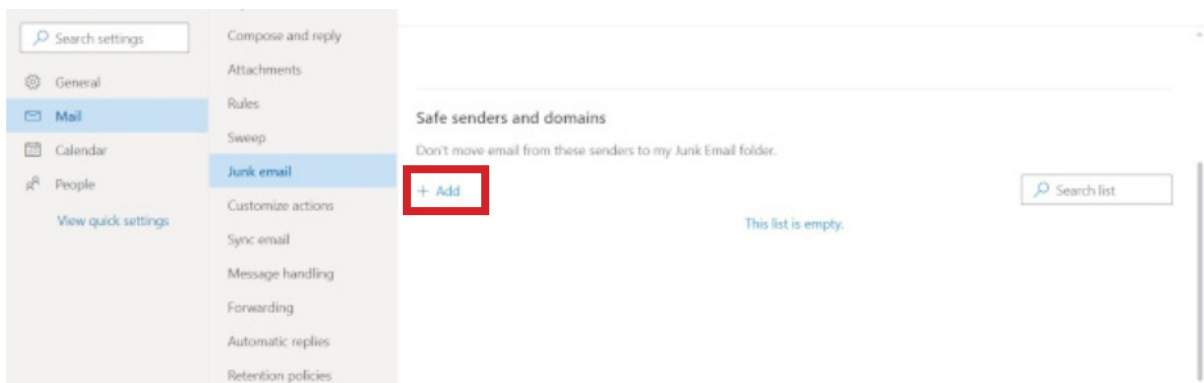 Search settings
General
Mail
Calendar
People
View quick settings
Compose and reply
Attachments
Rules
Sweep
Junk email
Customize actions
Sync email
Message handling
Forwarding
Automatic replies
Retention policies
Safe senders and domains
Don't move email from these senders to my Junk Email folder.
+ Add
Search list
This list is empty.